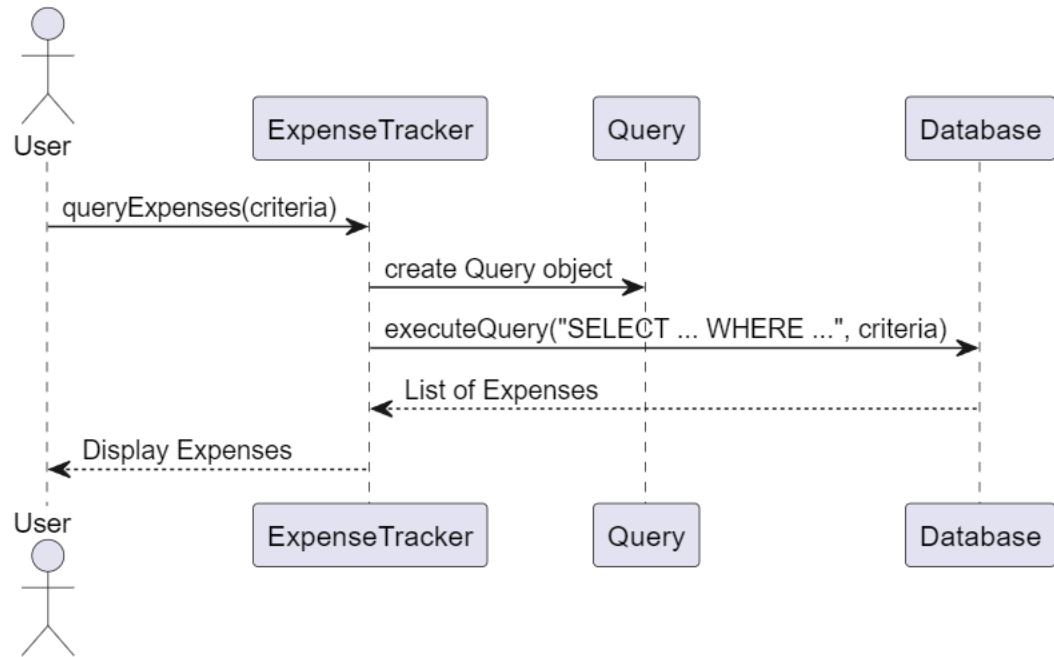 User
ExpenseTracker
Query
Database
queryExpenses(criteria)
create Query object
executeQuery("SELECT ... WHERE ...", criteria)
List of Expenses
Display Expenses
User
ExpenseTracker
Query
Database